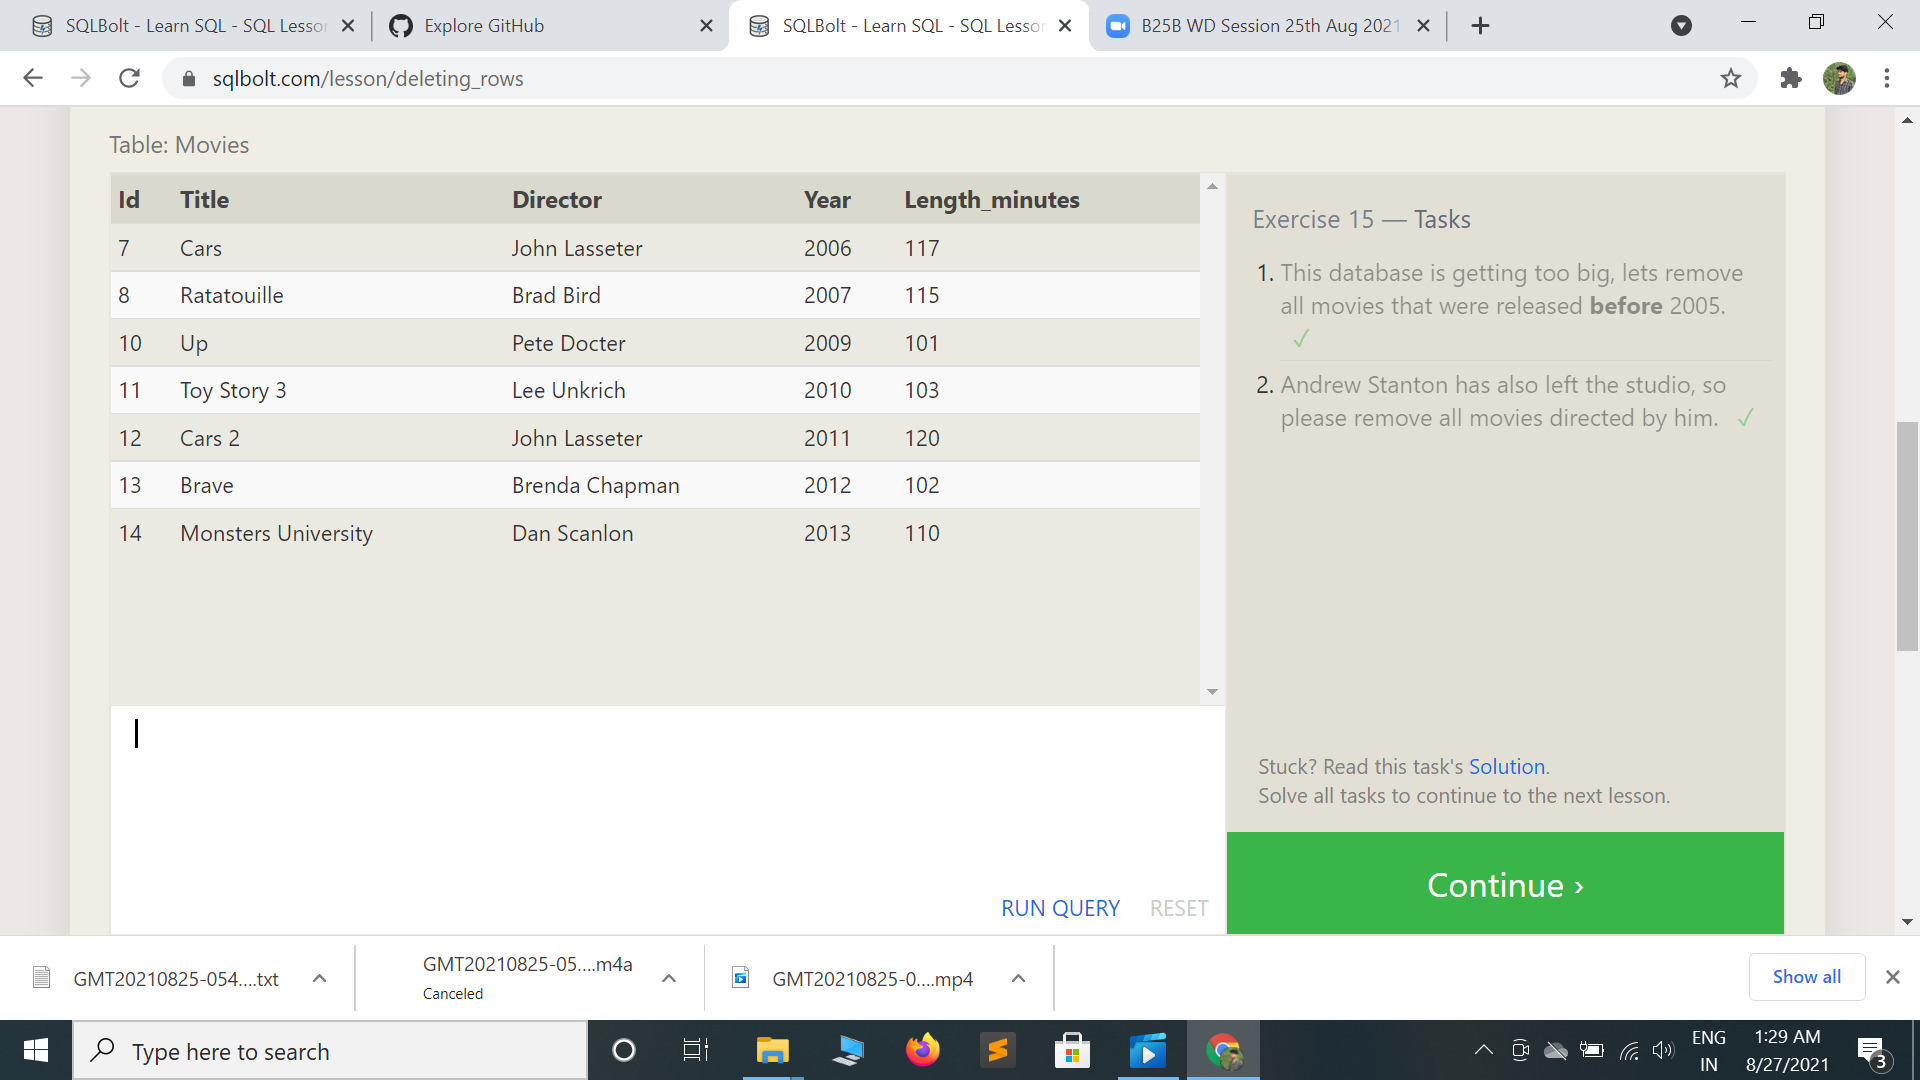 SQLBolt - Learn SQL - SQL Lesson
Explore GitHub
SQLBolt - Learn SQL - SQL Lesson
B25B WD Session 25th Aug 2021
sqlbolt.com/lesson/deleting_rows
Table: Movies
Id Title Director Year Length_minutes
7 Cars John Lasseter 2006 117
8 Ratatouille Brad Bird 2007 115
10 Up Pete Docter 2009 101
11 Toy Story 3 Lee Unkrich 2010 103
12 Cars 2 John Lasseter 2011 120
13 Brave Brenda Chapman 2012 102
14 Monsters University Dan Scanlon 2013 110
Exercise 15 — Tasks
1. This database is getting too big, lets remove
all movies that were released before 2005.
✓
2. Andrew Stanton has also left the studio, so
please remove all movies directed by him. ✓
Stuck? Read this task's Solution.
Solve all tasks to continue to the next lesson.
RUN QUERY RESET
Continue ›
GMT20210825-054....txt
GMT20210825-05....m4a
Canceled
GMT20210825-0....mp4
Show all
Type here to search
ENG
IN
1:29 AM
8/27/2021
3